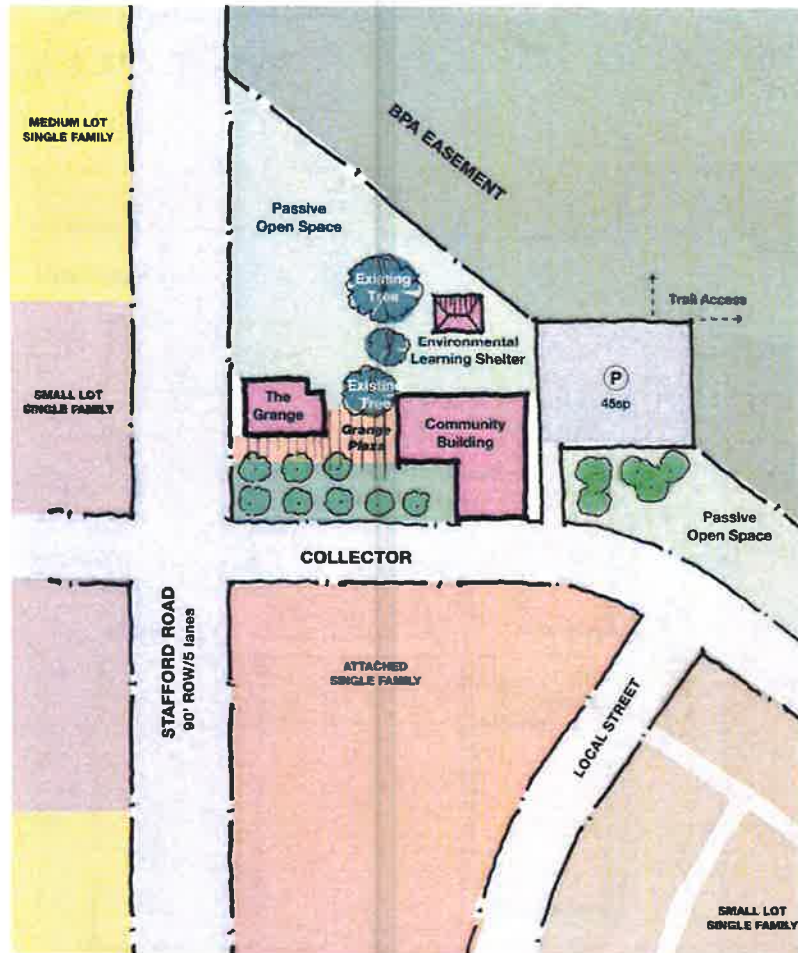 MEDIUM LOT
SINGLE FAMILY
BPA EASEMENT
Passive
Open Space
Existing
Tree
Trail Access
Environmental
Learning Shelter
SMALL LOT
SINGLE FAMILY
The
Grange
Existing
Tree
Grange
Plaza
Community
Building
P
45sp
Passive
Open Space
COLLECTOR
STAFFORD ROAD
90' ROW/5 lanes
ATTACHED
SINGLE FAMILY
LOCAL STREET
SMALL LOT
SINGLE FAMILY